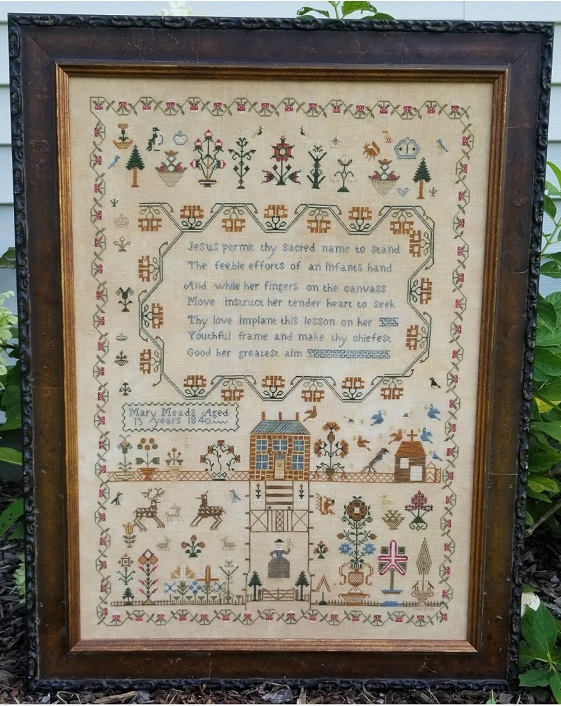 Jesus permit thy sacred name to stand
The feeble efforts of an infants hand
And while her fingers on the canvass
Move instruct her tender heart to seek
Thy love implant this lesson on her
Youthful frame and make thy chiefest
Good her greatest aim
Mary Meads Aged
13 years 1840